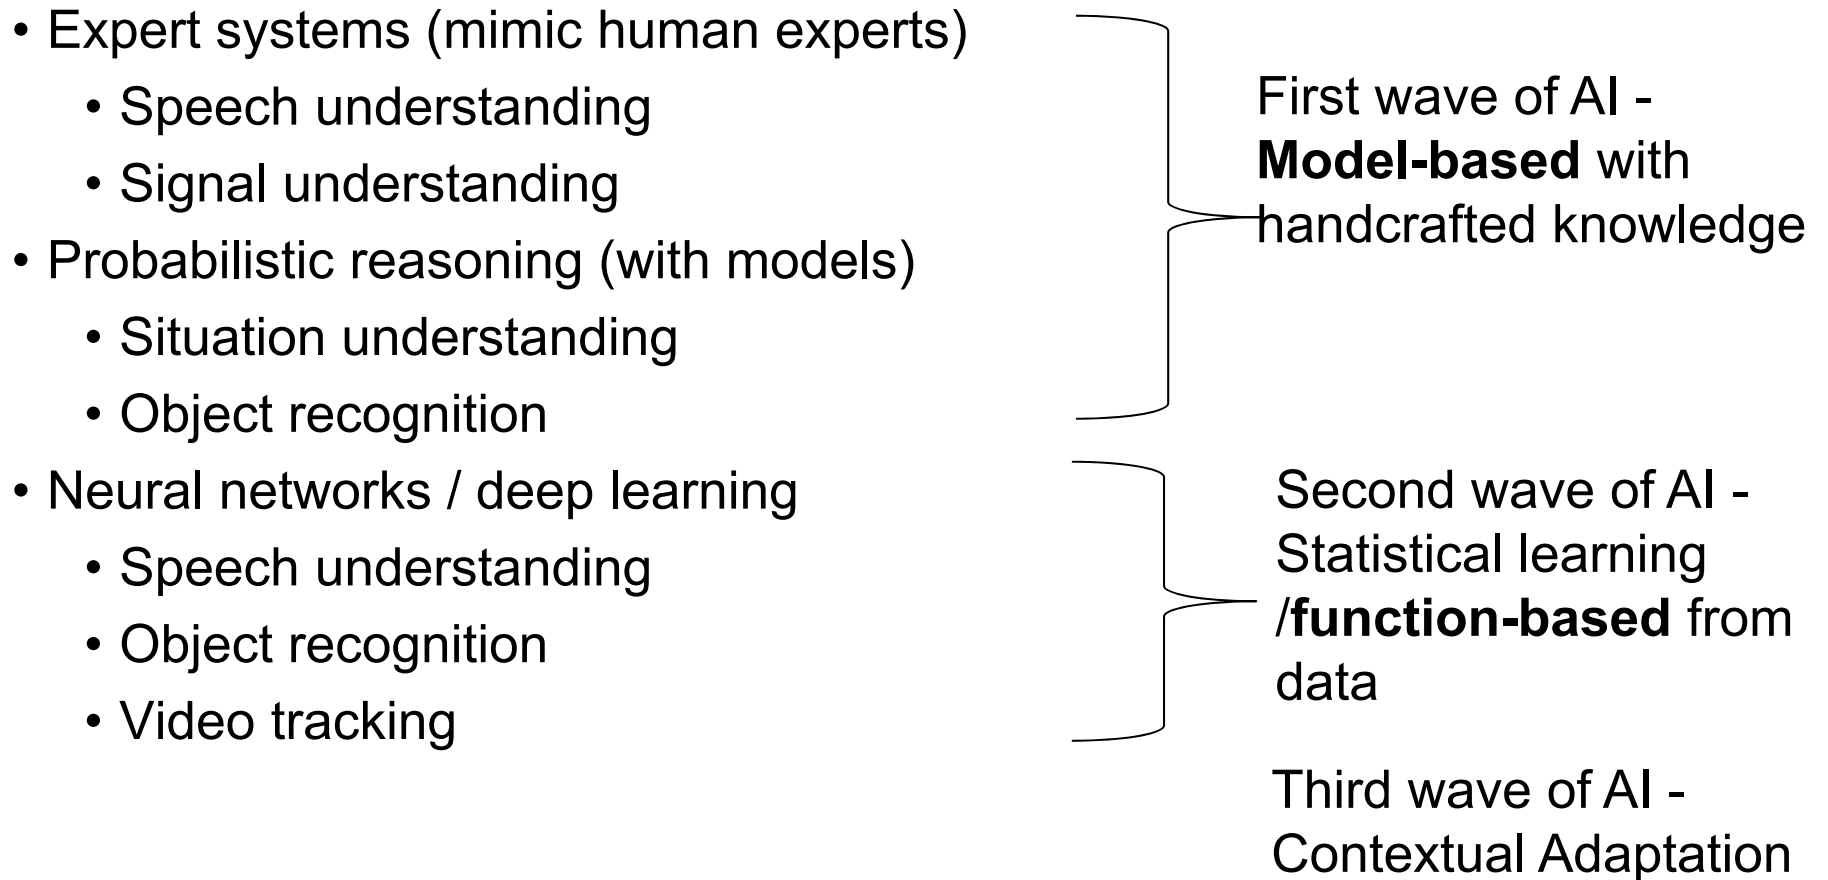 • Expert systems (mimic human experts)
• Speech understanding
• Signal understanding
• Probabilistic reasoning (with models)
• Situation understanding
• Object recognition
• Neural networks / deep learning
• Speech understanding
• Object recognition
• Video tracking
First wave of AI -
Model-based with
handcrafted knowledge
Second wave of AI -
Statistical learning
/function-based from
data
Third wave of AI -
Contextual Adaptation